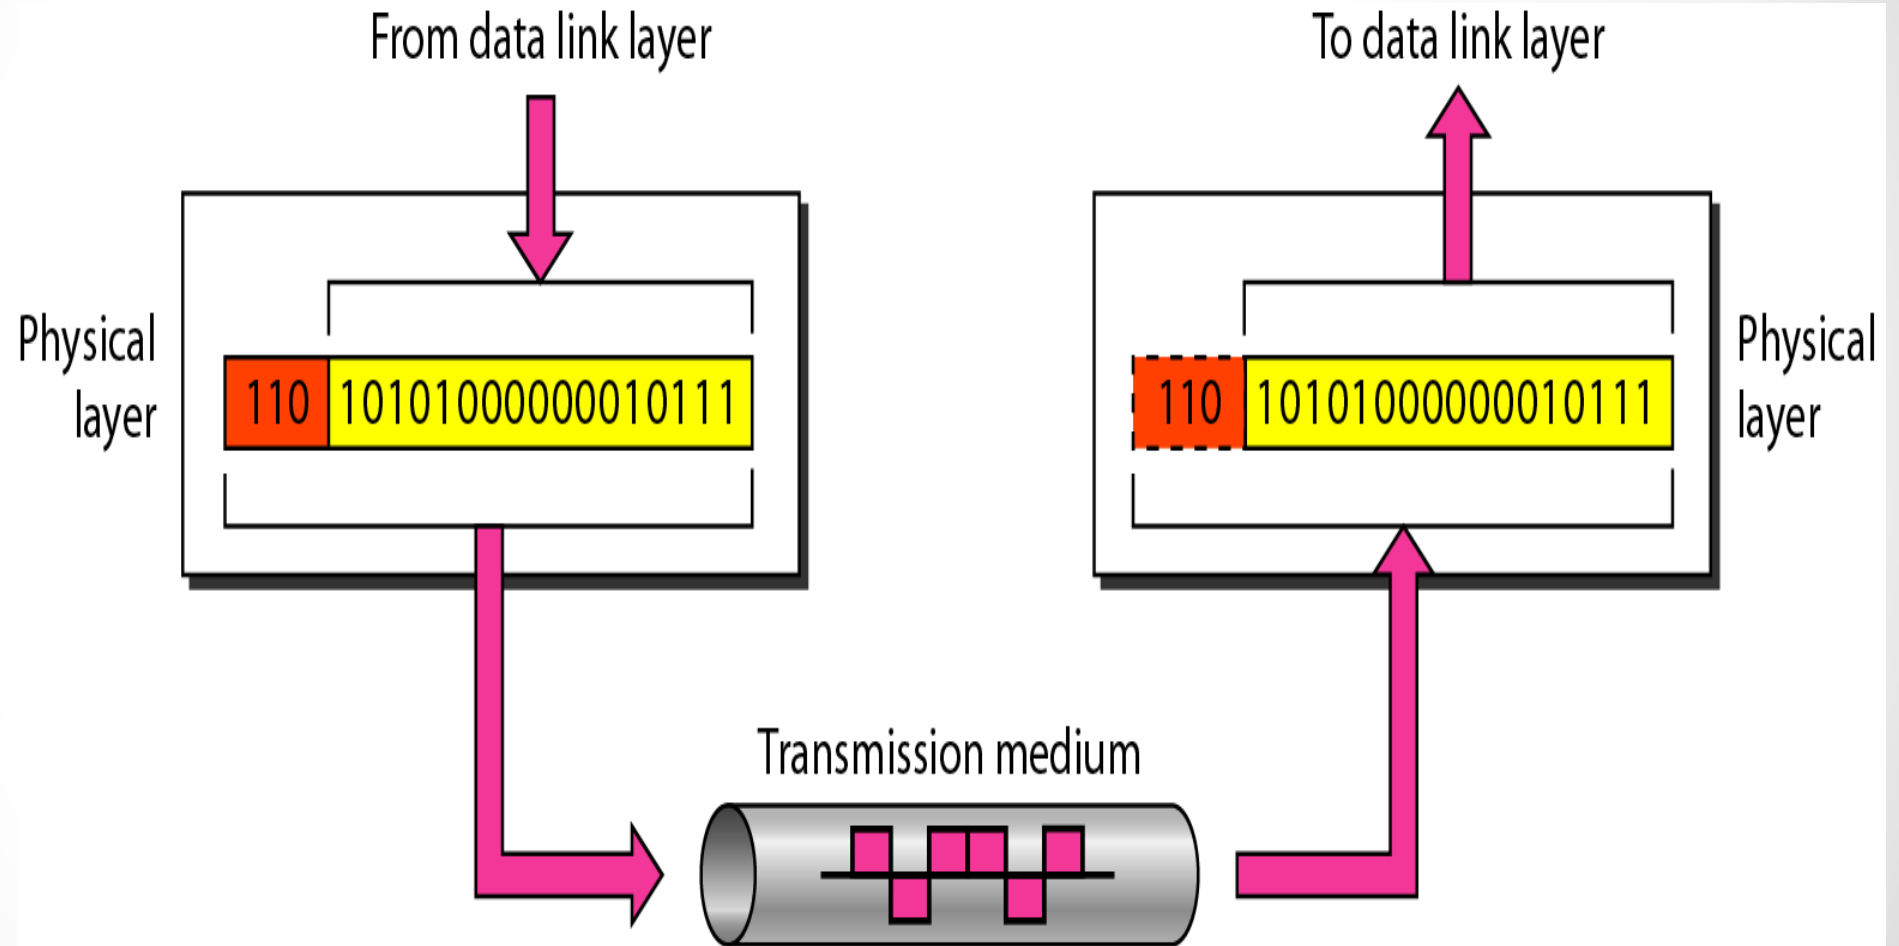 From data link layer
To data link layer
Physical
layer
110 10101000000010111
110 10101000000010111
Physical
layer
Transmission medium